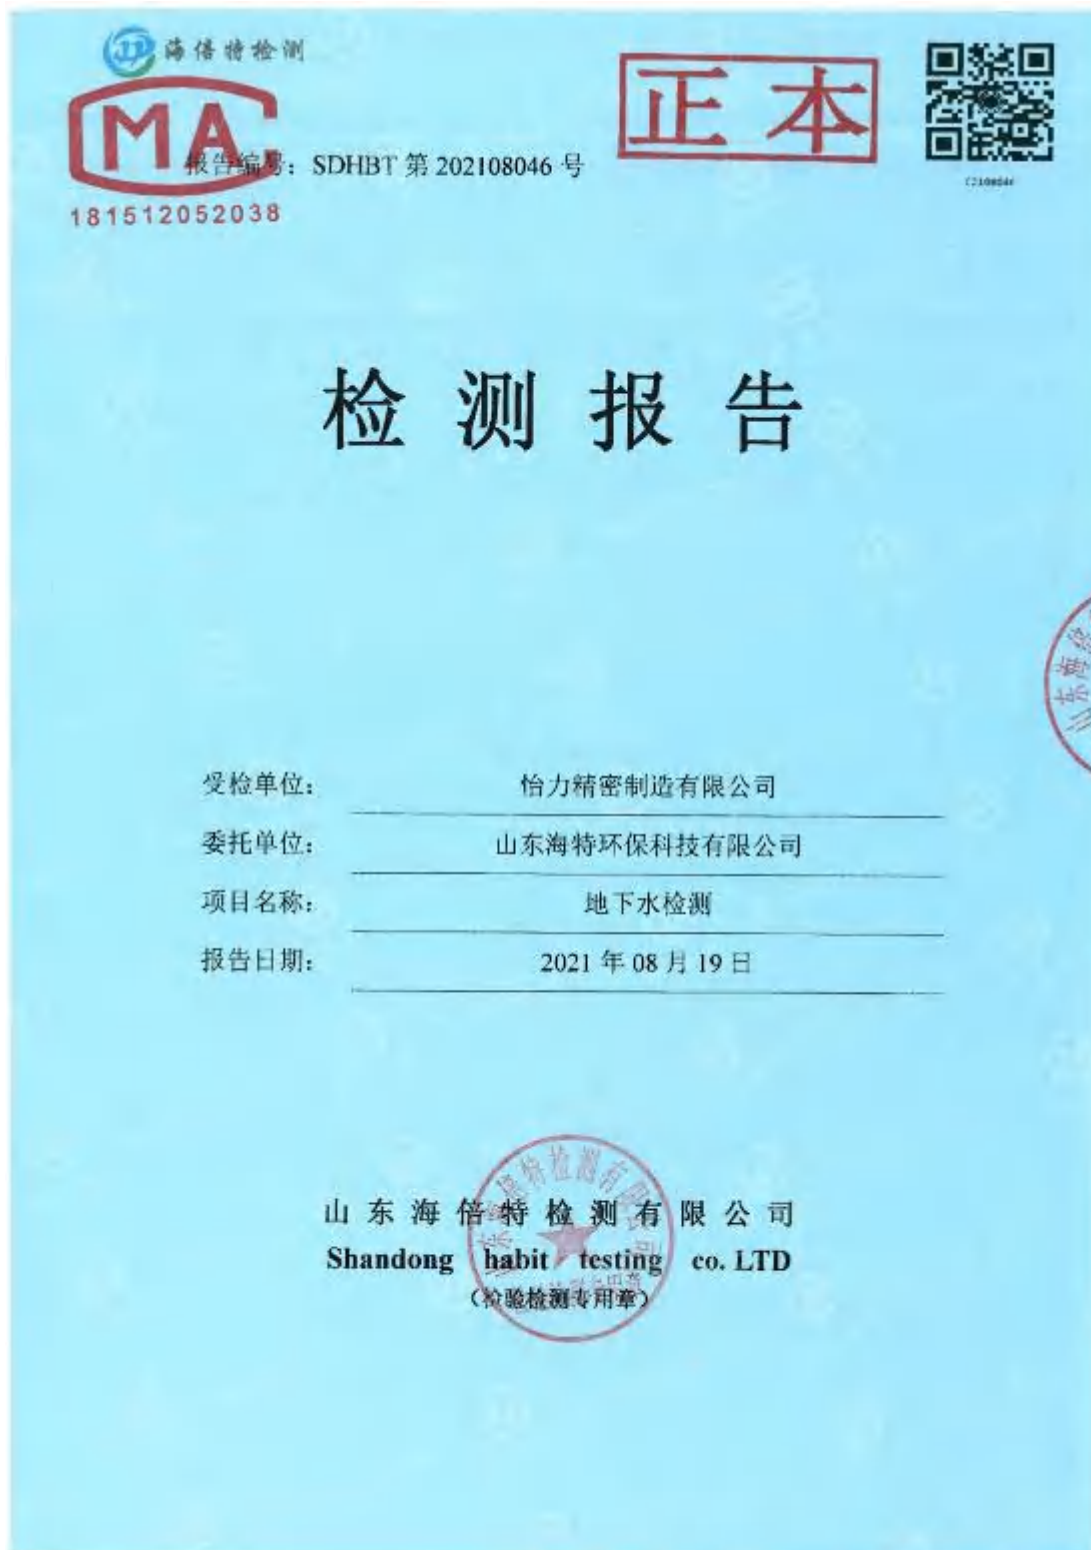 海倍特检测
MA
正本
报告编号：SDHBT 第 202108046 号
181512052038
检测报告
受检单位：怡力精密制造有限公司
委托单位：山东海特环保科技有限公司
项目名称：地下水检测
报告日期：2021 年 08 月 19 日
山东海倍特检测有限公司
Shandong habit testing co. LTD
（检验检测专用章）